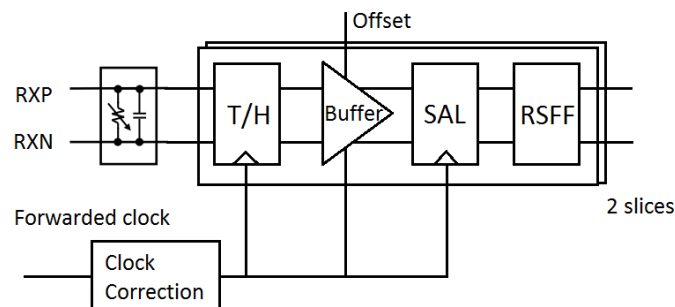 Offset
RXP
RXN
T/H
Buffer
SAL
RSFF
2 slices
Forwarded clock
Clock
Correction